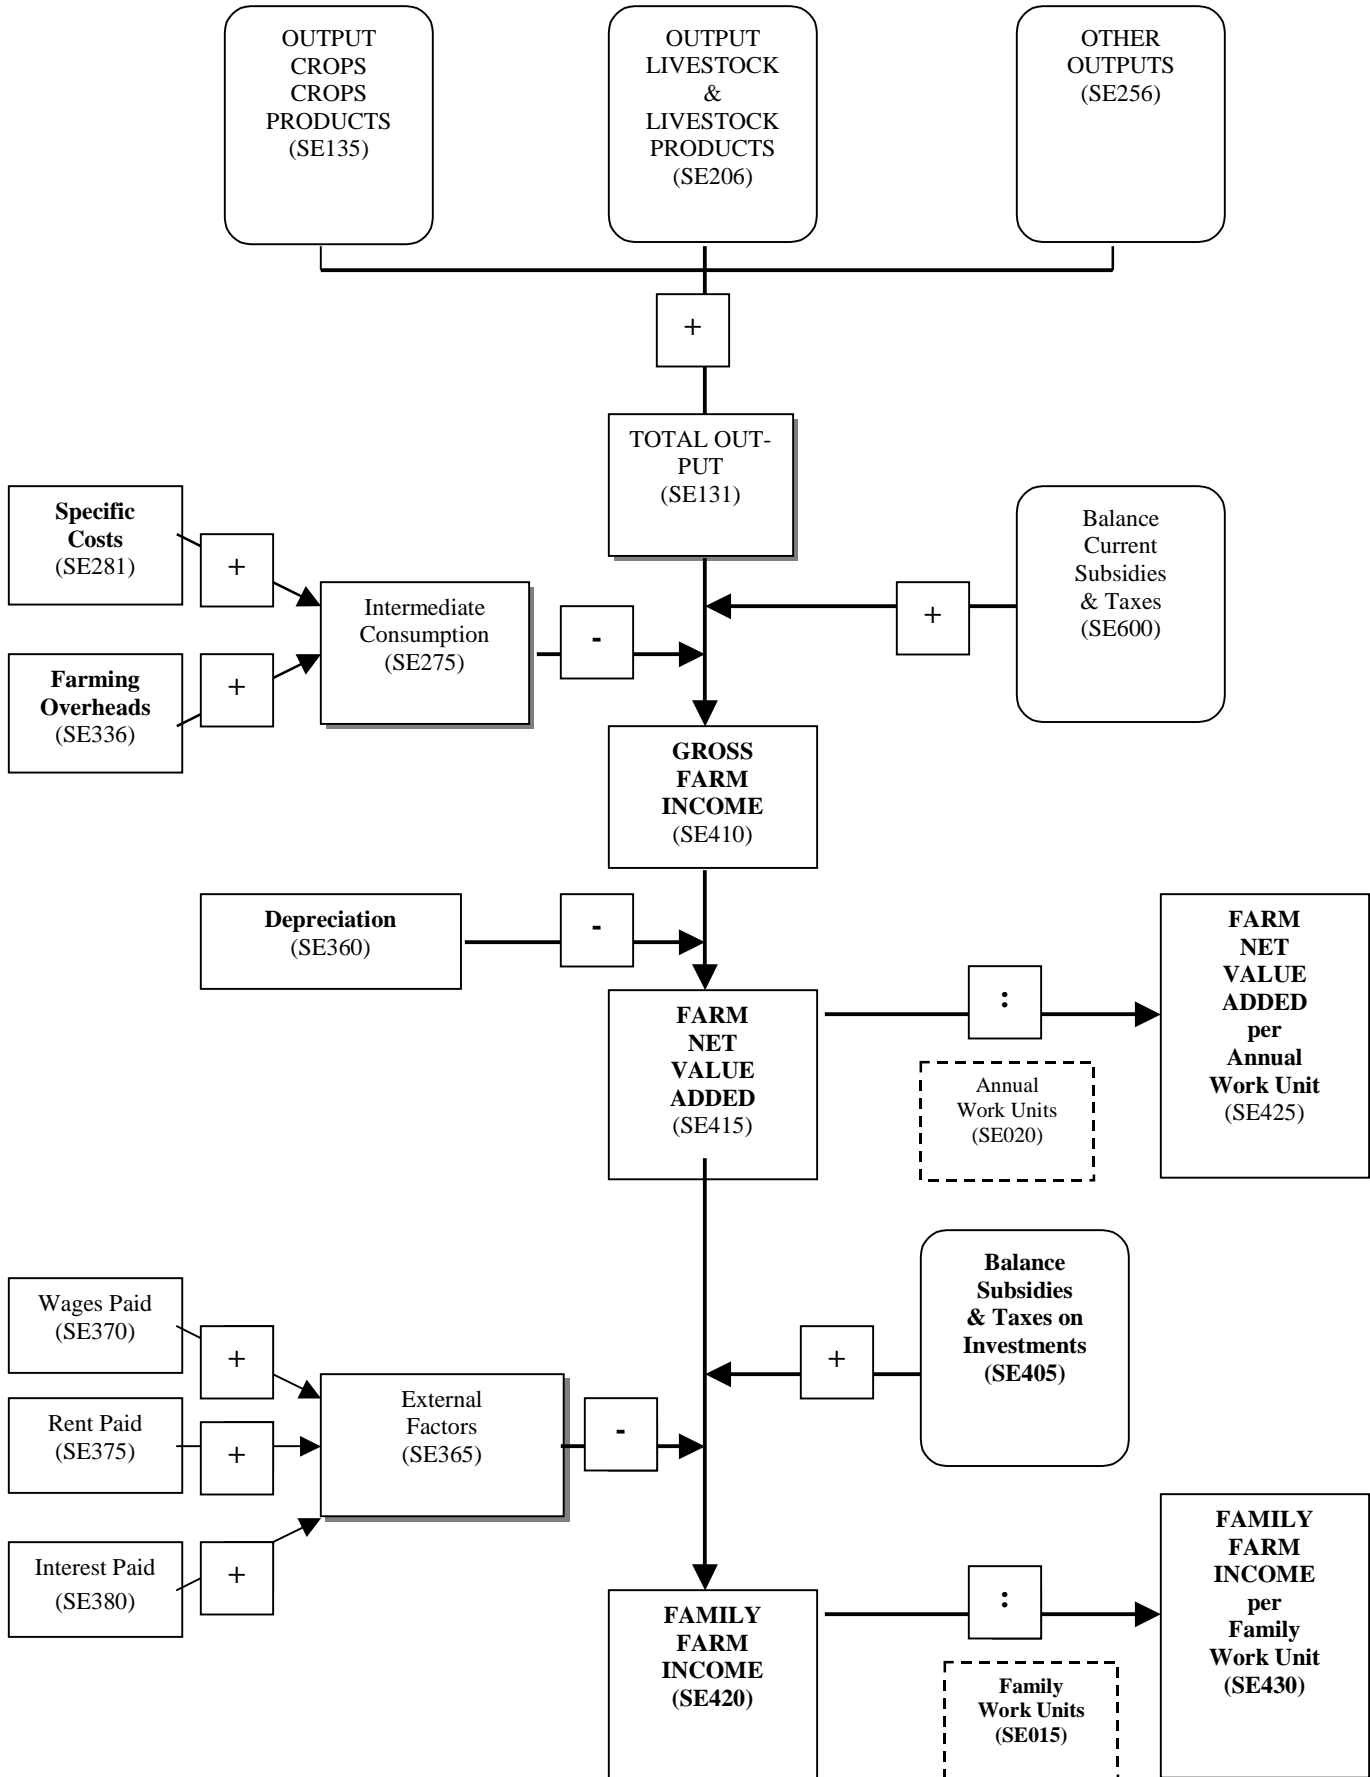 OUTPUT
CROPS
CROPS
PRODUCTS
(SE135)
OUTPUT
LIVESTOCK
&
LIVESTOCK
PRODUCTS
(SE206)
OTHER
OUTPUTS
(SE256)
+
TOTAL OUT-
PUT
(SE131)
Specific
Costs
(SE281)
+
Farming
Overheads
(SE336)
+
Intermediate
Consumption
(SE275)
-
Balance
Current
Subsidies
& Taxes
(SE600)
+
GROSS
FARM
INCOME
(SE410)
Depreciation
(SE360)
-
FARM
NET
VALUE
ADDED
(SE415)
:
Annual
Work Units
(SE020)
FARM
NET
VALUE
ADDED
per
Annual
Work Unit
(SE425)
Balance
Subsidies
& Taxes on
Investments
(SE405)
+
Wages Paid
(SE370)
+
Rent Paid
(SE375)
+
Interest Paid
(SE380)
+
External
Factors
(SE365)
-
FAMILY
FARM
INCOME
(SE420)
:
Family
Work Units
(SE015)
FAMILY
FARM
INCOME
per
Family
Work Unit
(SE430)